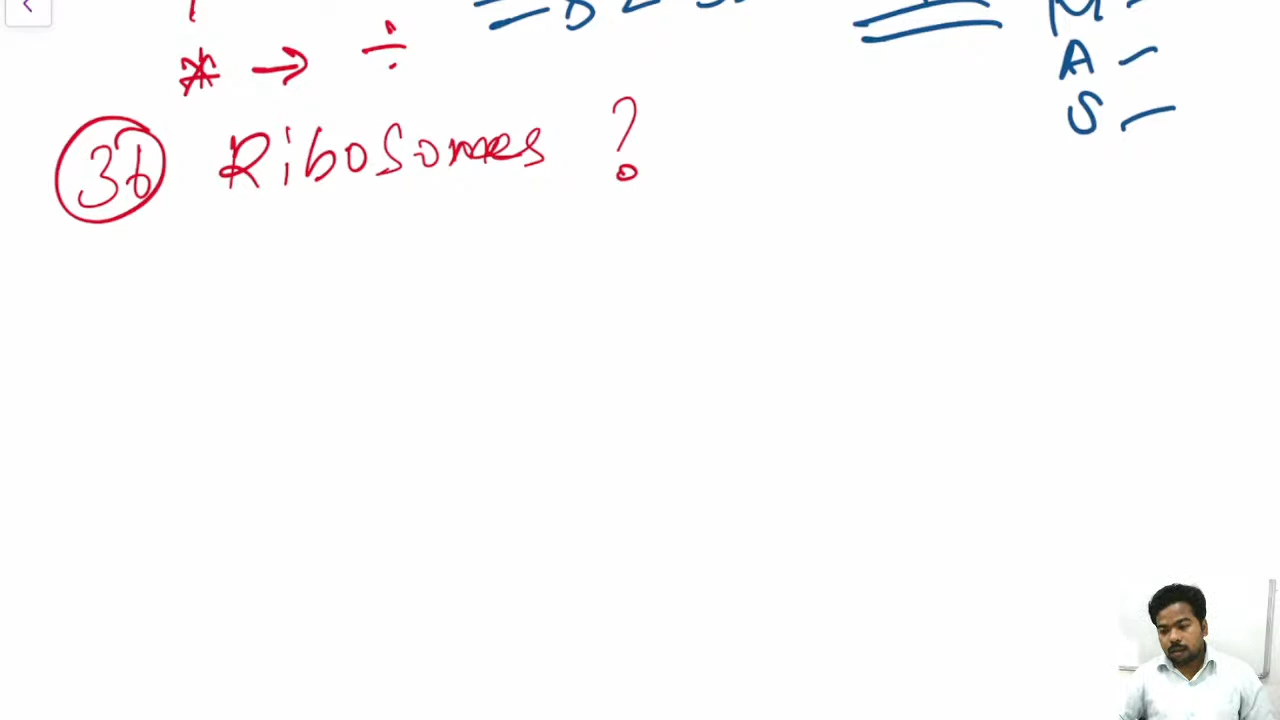 * → ÷
A –
S –
36 Ribosomes ?